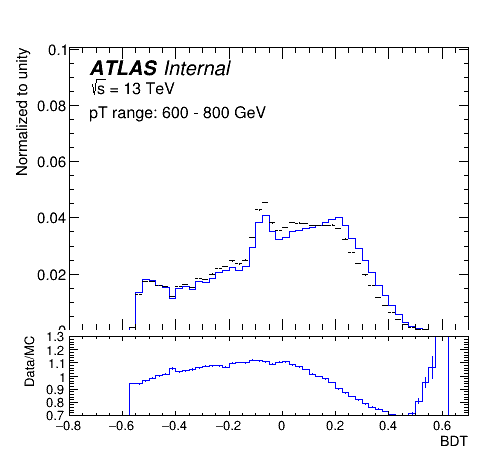 0.1
ATLAS Internal
√s = 13 TeV
pT range: 600 - 800 GeV
Normalized to unity
0.08
0.06
0.04
0.02
0
1.3
1.2
1.1
1
0.9
0.8
0.7
Data/MC
−0.8 −0.6 −0.4 −0.2 0 0.2 0.4 0.6
BDT